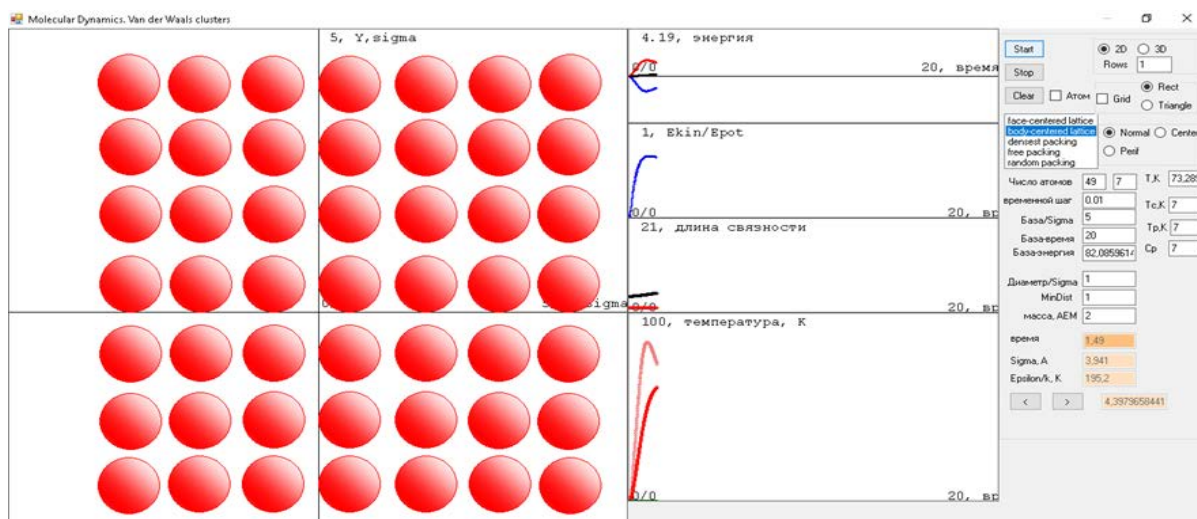 Molecular Dynamics. Van der Waals clusters
5, Y,sigma
4.19, энергия
0/0
20, время
1, Ekin/Epot
0/0
20, вр
21, длина связности
0/0
20, вр
100, температура, K
0/0
20, вр
sigma
Start
2D
3D
Stop
Rows
1
Clear
Атом
Grid
Rect
Triangle
face-centered lattice
body-centered lattice
densest packing
free packing
random packing
Normal
Cente
Perif
Число атомов
49
7
T,K
73,289
временной шаг
0.01
Tc,K
7
База/Sigma
5
Tp,K
7
База-время
20
База-энергия
82,0859614
Cp
7
Диаметр/Sigma
1
MinDist
1
масса, АЕМ
2
время
1,49
Sigma, A
3,941
Epsilon/k, K
195,2
<
>
4,3979658441